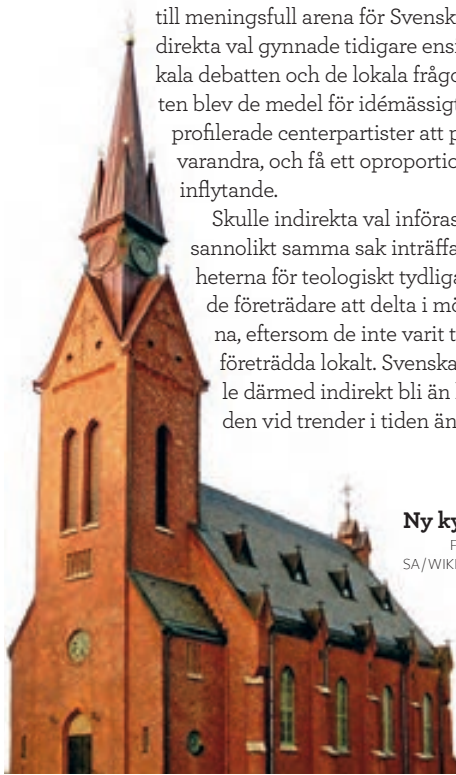 till meningsfull arena för Svensk
direkta val gynnade tidigare ensi
kala debatten och de lokala frågo
ten blev de medel för idémässigt
profilerade centerpartister att p
varandra, och få ett oproportio
inflytande.
Skulle indirekta val införas
sannolikt samma sak inträffa
heterna för teologiskt tydliga
de företrädare att delta i mö
na, eftersom de inte varit t
företrädda lokalt. Svenska
le därmed indirekt bli än
den vid trender i tiden än
Ny ky
F
SA/WIKI